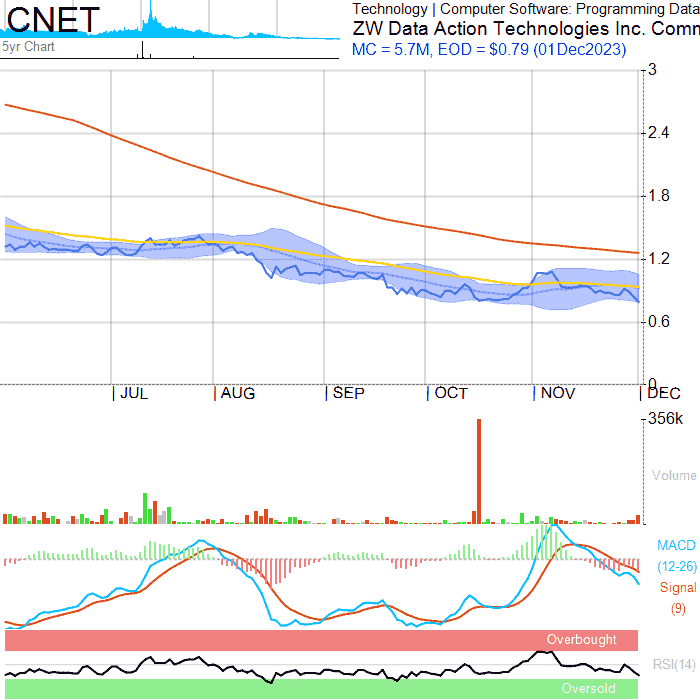 CNET
5yr Chart
Technology | Computer Software: Programming Data
ZW Data Action Technologies Inc. Comm
MC = 5.7M, EOD = $0.79 (01Dec2023)
3
2.4
1.8
1.2
0.6
0
JUL AUG SEP OCT NOV DEC
356k
Volume
MACD
(12-26)
Signal
(9)
Overbought
RSI(14)
Oversold